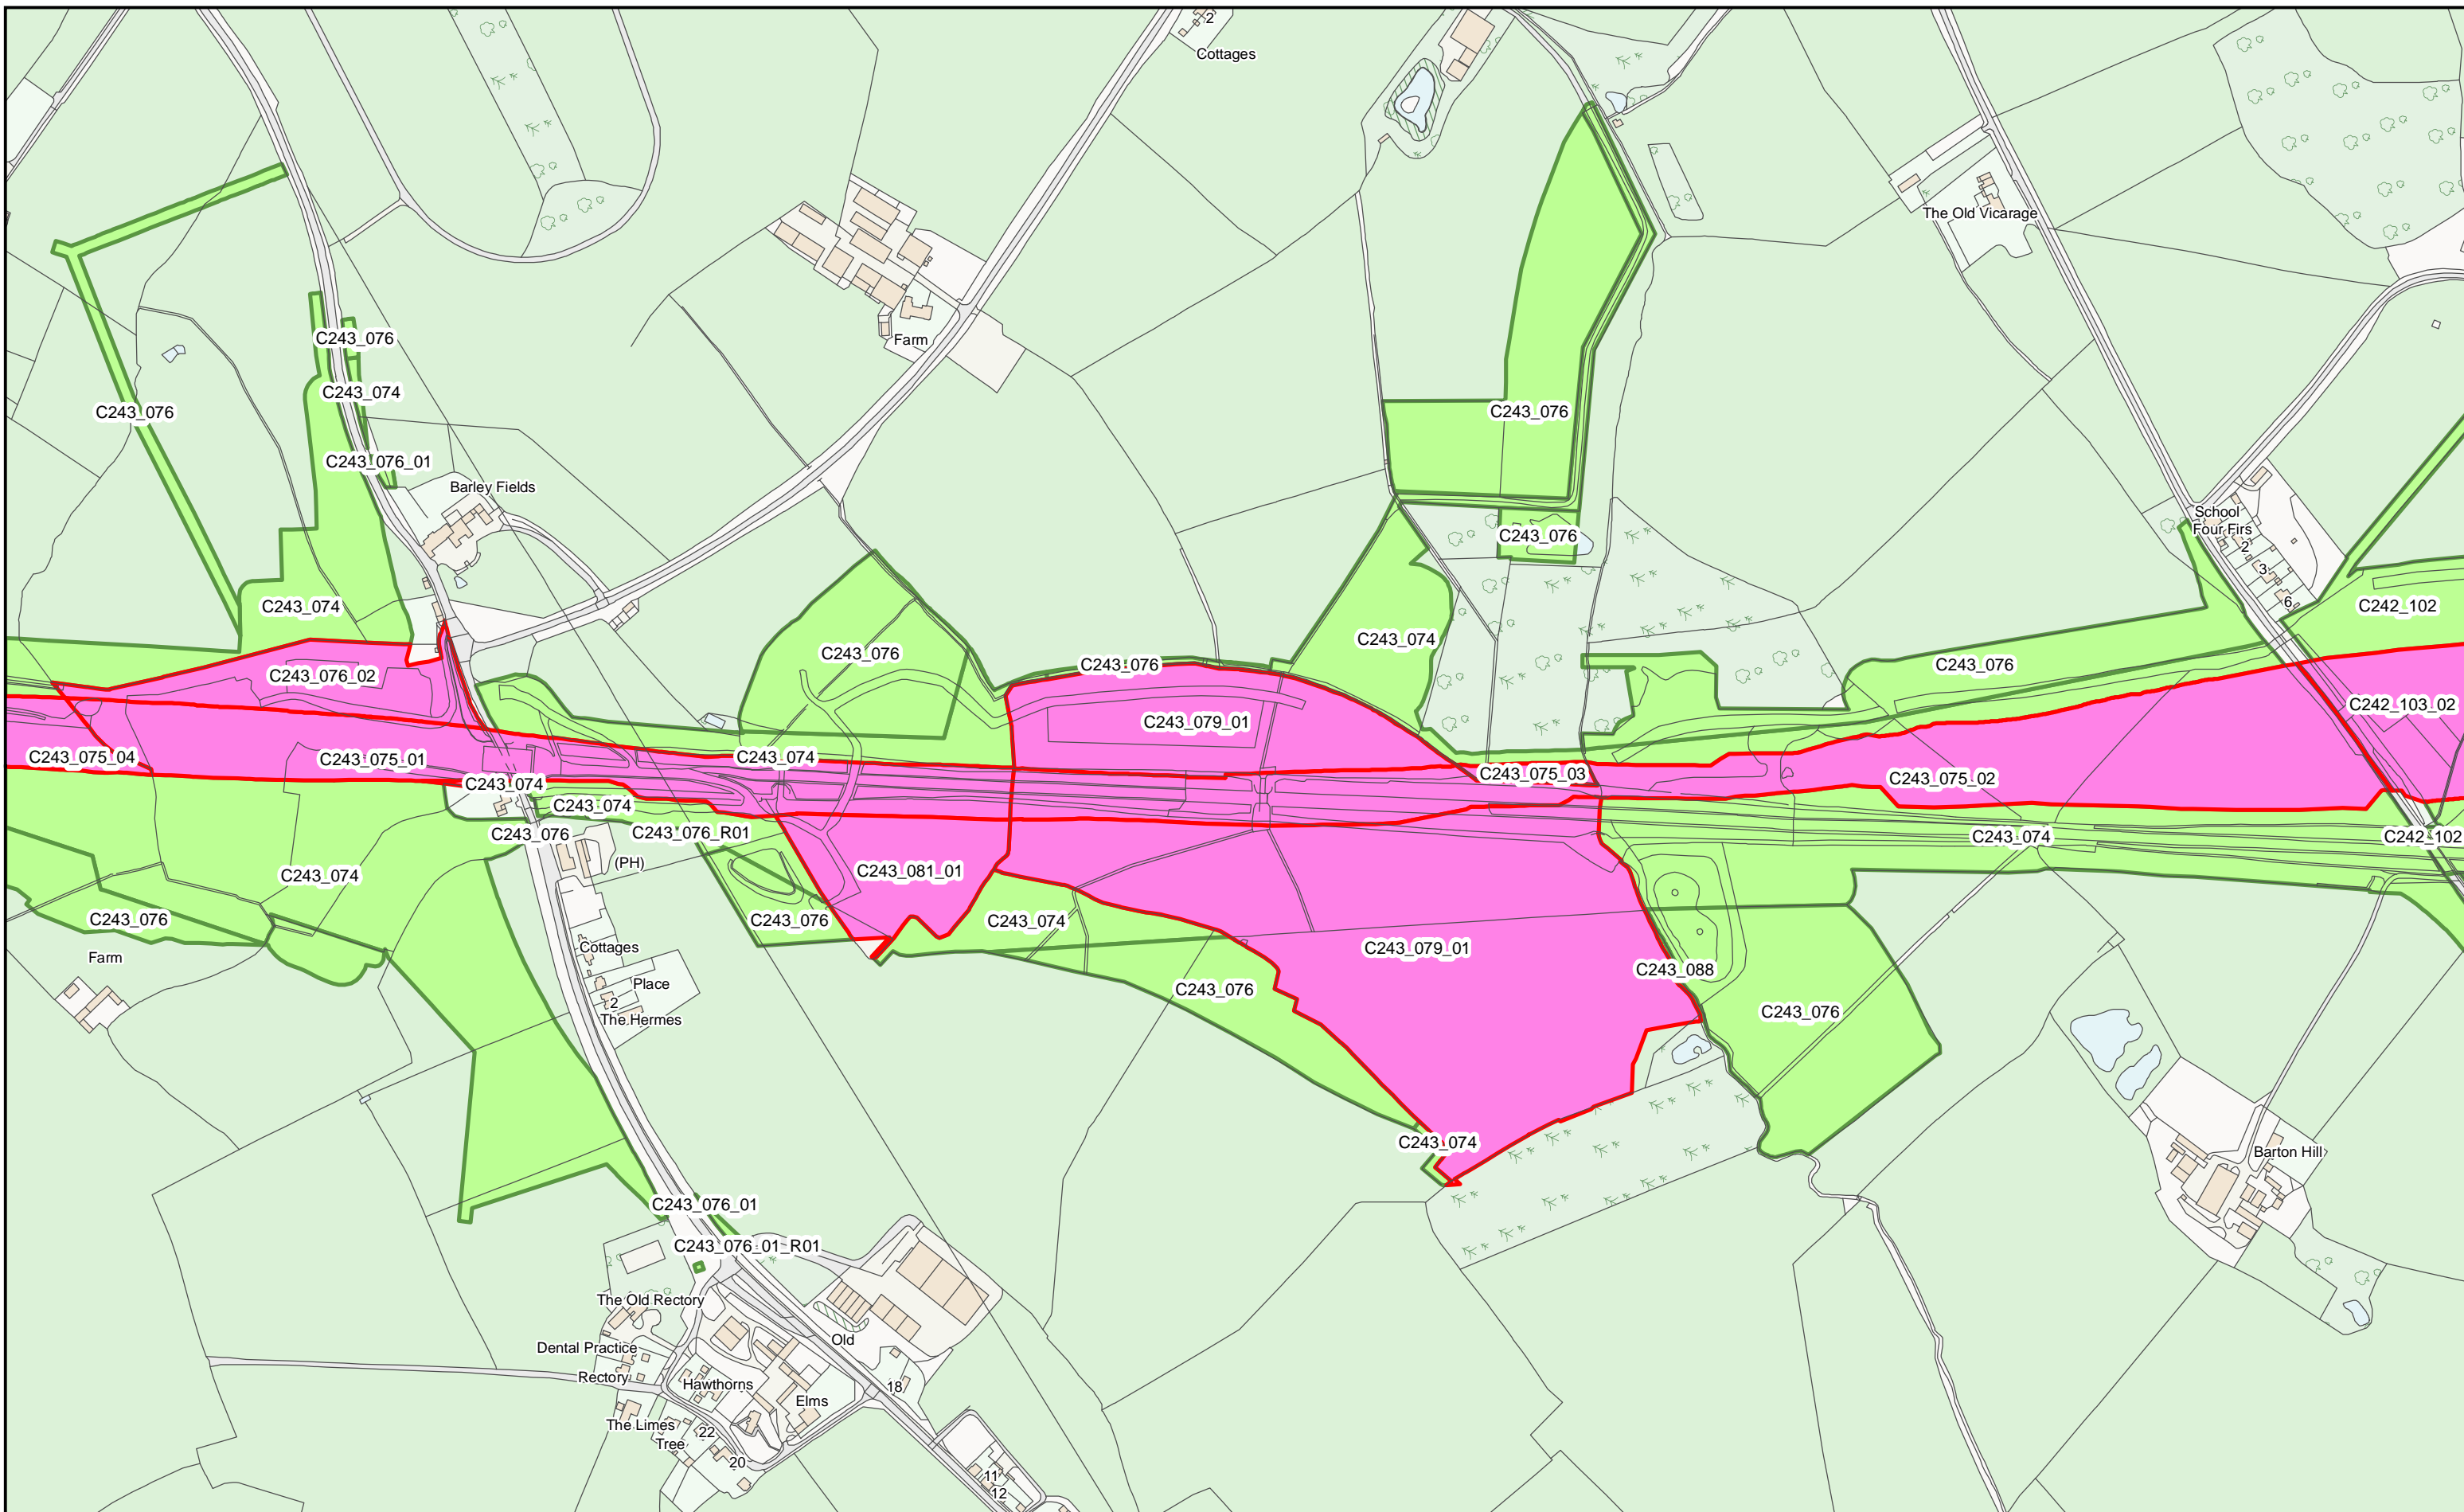 2
Cottages
The Old Vicarage
C243_076
Farm
C243_074
C243_076
C243_076
C243_076_01
Barley Fields
School
Four Firs
C243_076
2
3
6
C243_074
C242_102
C243_074
C243_076
C243_076
C243_076
C243_076_02
C242_103_02
C243_079_01
C243_075_04
C243_075_01
C243_074
C243_075_03
C243_075_02
C243_074
C243_074
C243_076
C243_076_R01
C243_074
C242_102
(PH)
C243_081_01
C243_074
C243_076
C243_076
C243_074
Cottages
C243_079_01
Farm
C243_088
Place
C243_076
2
C243_076
The Hermes
C243_074
Barton Hill
C243_076_01
C243_076_01_R01
The Old Rectory
Old
Dental Practice
Rectory
Hawthorns
18
Elms
The Limes
22
Tree
20
11
12